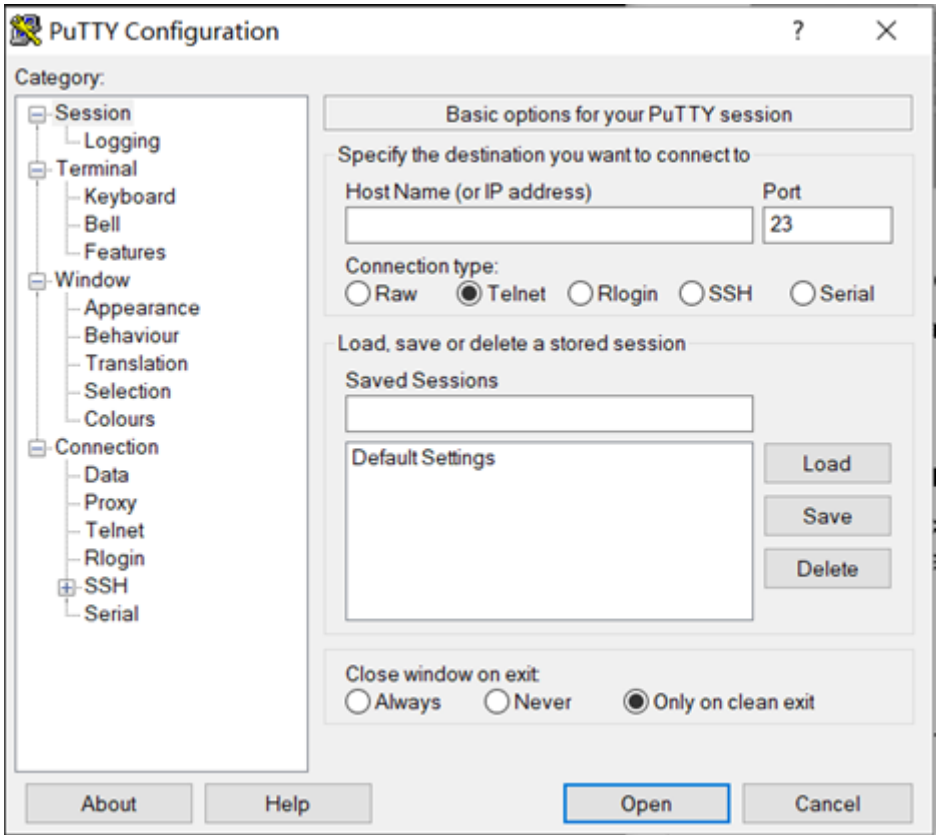 PuTTY Configuration
?
Category:
Session
Logging
Terminal
Keyboard
Bell
Features
Window
Appearance
Behaviour
Translation
Selection
Colours
Connection
Data
Proxy
Telnet
Rlogin
SSH
Serial
Basic options for your PuTTY session
Specify the destination you want to connect to
Host Name (or IP address) Port
23
Connection type:
Raw Telnet Rlogin SSH Serial
Load, save or delete a stored session
Saved Sessions
Default Settings
Load
Save
Delete
Close window on exit:
Always Never Only on clean exit
About Help Open Cancel